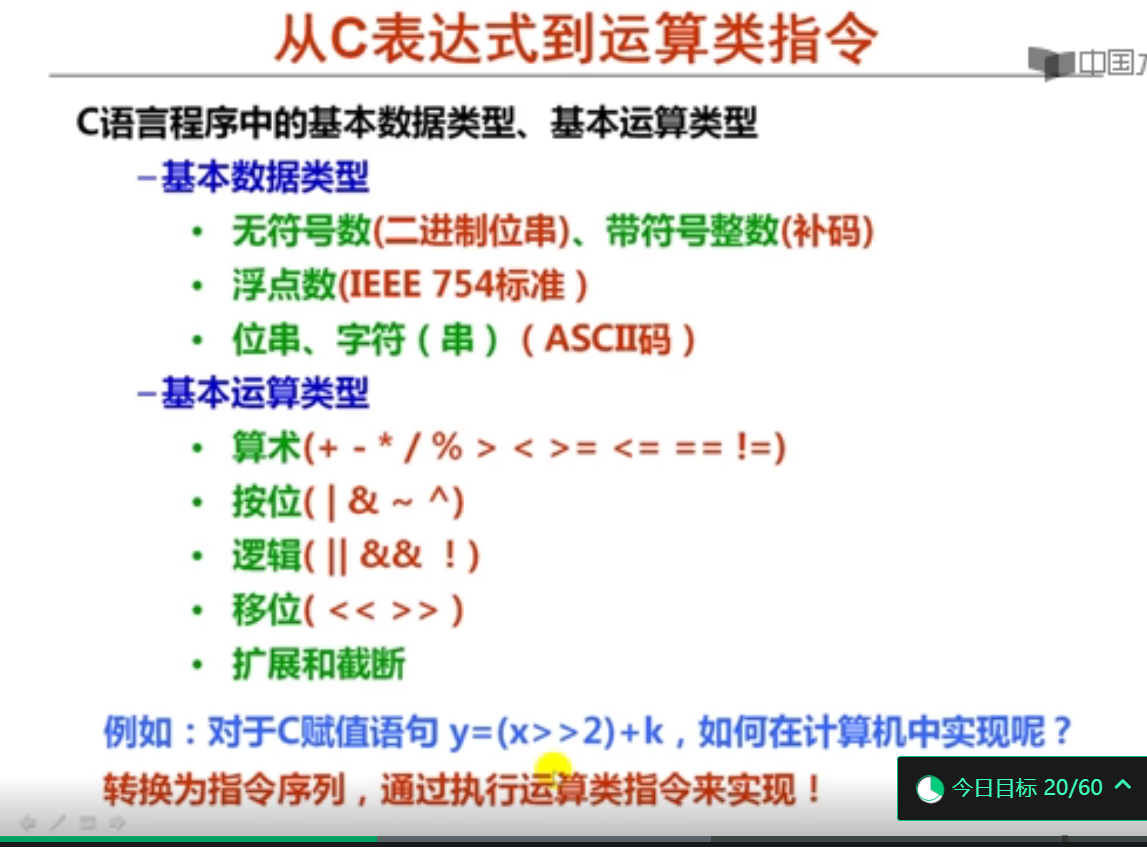 从C表达式到运算类指令
中国
C语言程序中的基本数据类型、基本运算类型
–基本数据类型
• 无符号数(二进制位串)、带符号整数(补码)
• 浮点数(IEEE 754标准 )
• 位串、字符（串）（ASCII码）
–基本运算类型
• 算术(+ - * / % > < >= <= == !=)
• 按位( | & ~ ^)
• 逻辑( || && ! )
• 移位( << >> )
• 扩展和截断
例如：对于C赋值语句 y=(x>>2)+k，如何在计算机中实现呢？
转换为指令序列，通过执行运算类指令来实现！
今日目标 20/60